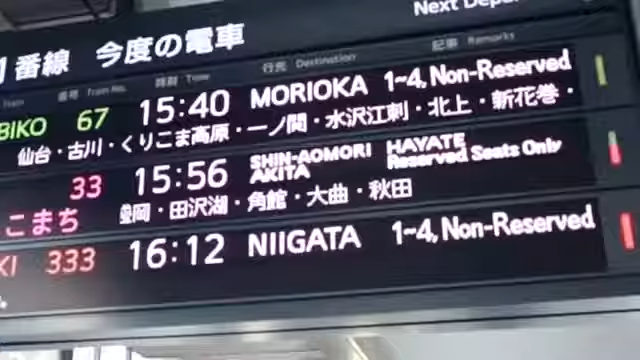 Next Depar
1番線 今度の電車
Train 番号 Train No. 時刻 Time 行先 Destination 記事 Remarks
BIKO 67 15:40 MORIOKA 1~4, Non-Reserved
仙台・古川・くりこま高原・一ノ関・水沢江刺・北上・新花巻・
33 15:56 SHIN-AOMORI HAYATE
AKITA Reserved Seats Only
こまち 盛岡・田沢湖・角館・大曲・秋田
KI 333 16:12 NIIGATA 1~4, Non-Reserved